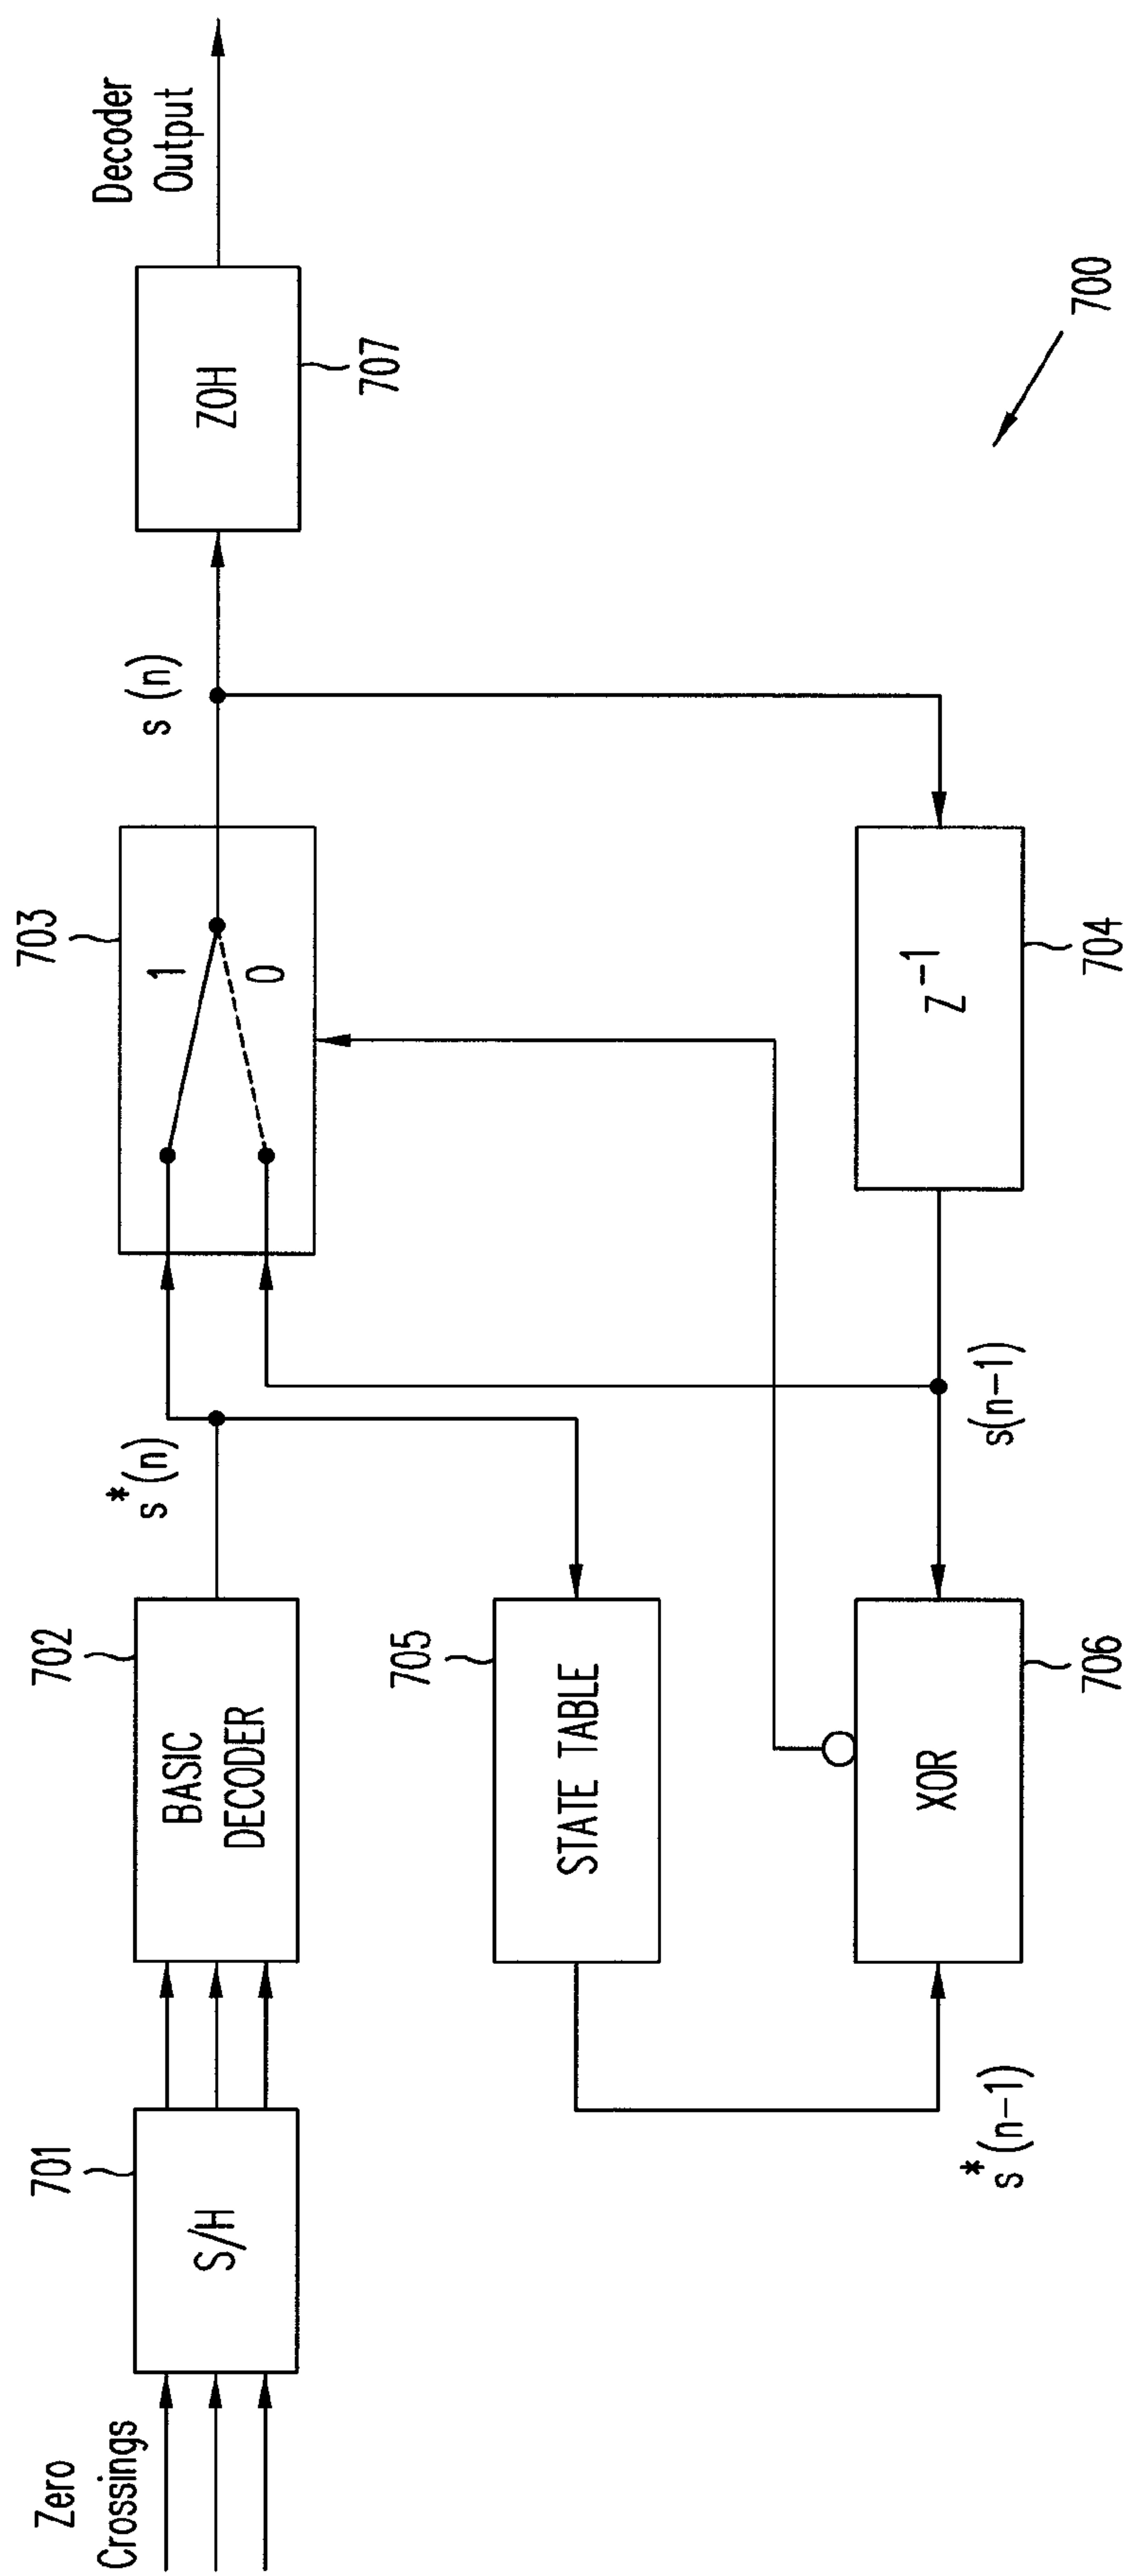 Zero
Crossings
701
S/H
702
BASIC
DECODER
s*(n)
703
1
0
s (n)
ZOH
707
Decoder
Output
705
STATE TABLE
s*(n-1)
XOR
706
s(n-1)
Z⁻¹
704
700